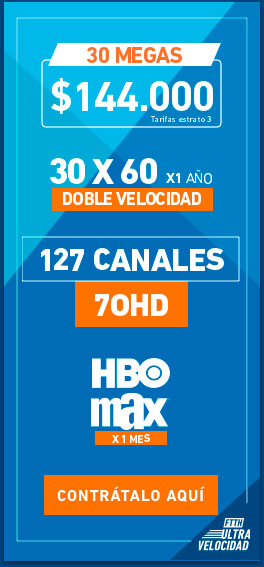 30 MEGAS
$144.000
Tarifas estrato 3
30 X 60 X1 AÑO
DOBLE VELOCIDAD
127 CANALES
70HD
HBO
max
X 1 MES
CONTRÁTALO AQUÍ
FTTH
ULTRA
VELOCIDAD